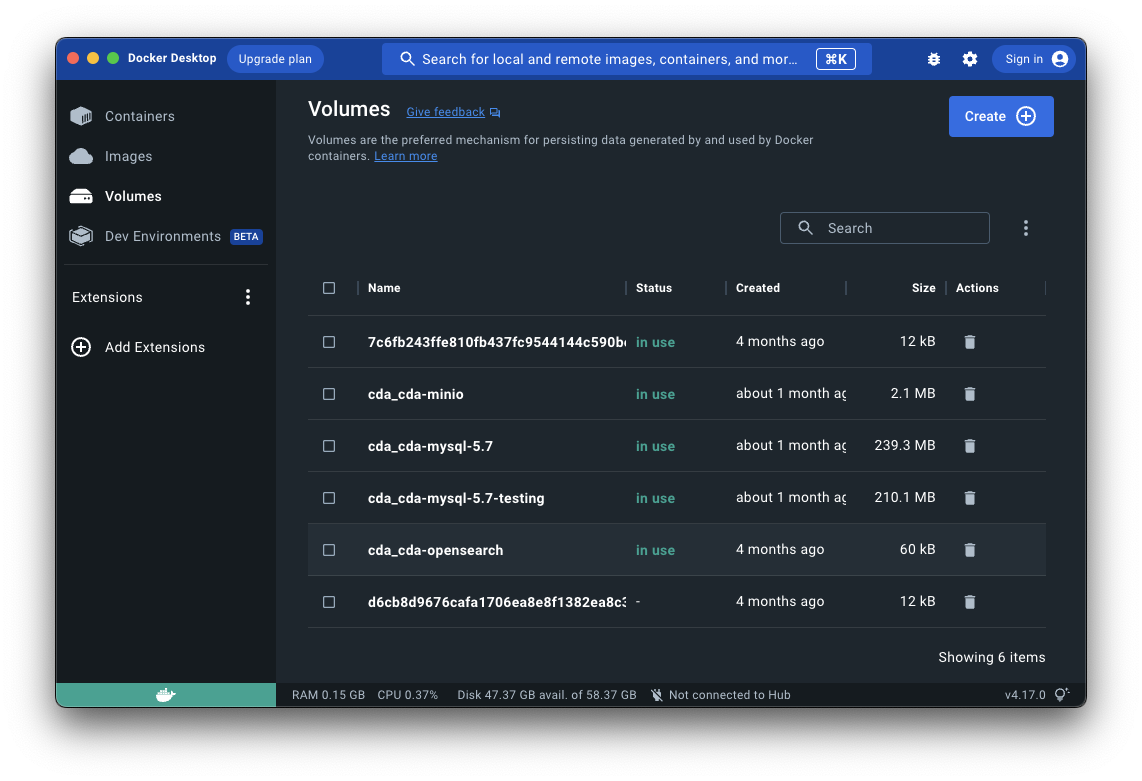 Docker Desktop
Upgrade plan
Search for local and remote images, containers, and mor...
⌘K
Sign in
Containers
Images
Volumes
Dev Environments
BETA
Extensions
Add Extensions
Volumes
Give feedback
Volumes are the preferred mechanism for persisting data generated by and used by Docker
containers. Learn more
Create
Search
Name Status Created Size Actions
7c6fb243ffe810fb437fc9544144c590b in use 4 months ago 12 kB
cda_cda-minio in use about 1 month ag 2.1 MB
cda_cda-mysql-5.7 in use about 1 month ag 239.3 MB
cda_cda-mysql-5.7-testing in use about 1 month ag 210.1 MB
cda_cda-opensearch in use 4 months ago 60 kB
d6cb8d9676cafa1706ea8e8f1382ea8c3 - 4 months ago 12 kB
Showing 6 items
RAM 0.15 GB CPU 0.37% Disk 47.37 GB avail. of 58.37 GB Not connected to Hub v4.17.0